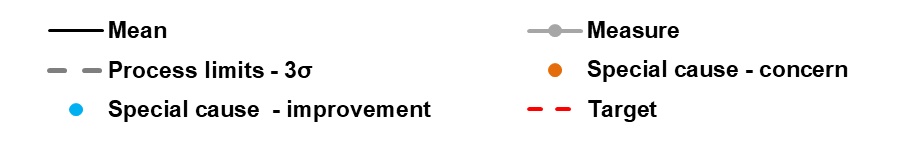 Mean
Measure
Process limits - 3σ
Special cause - concern
Special cause  - improvement
Target